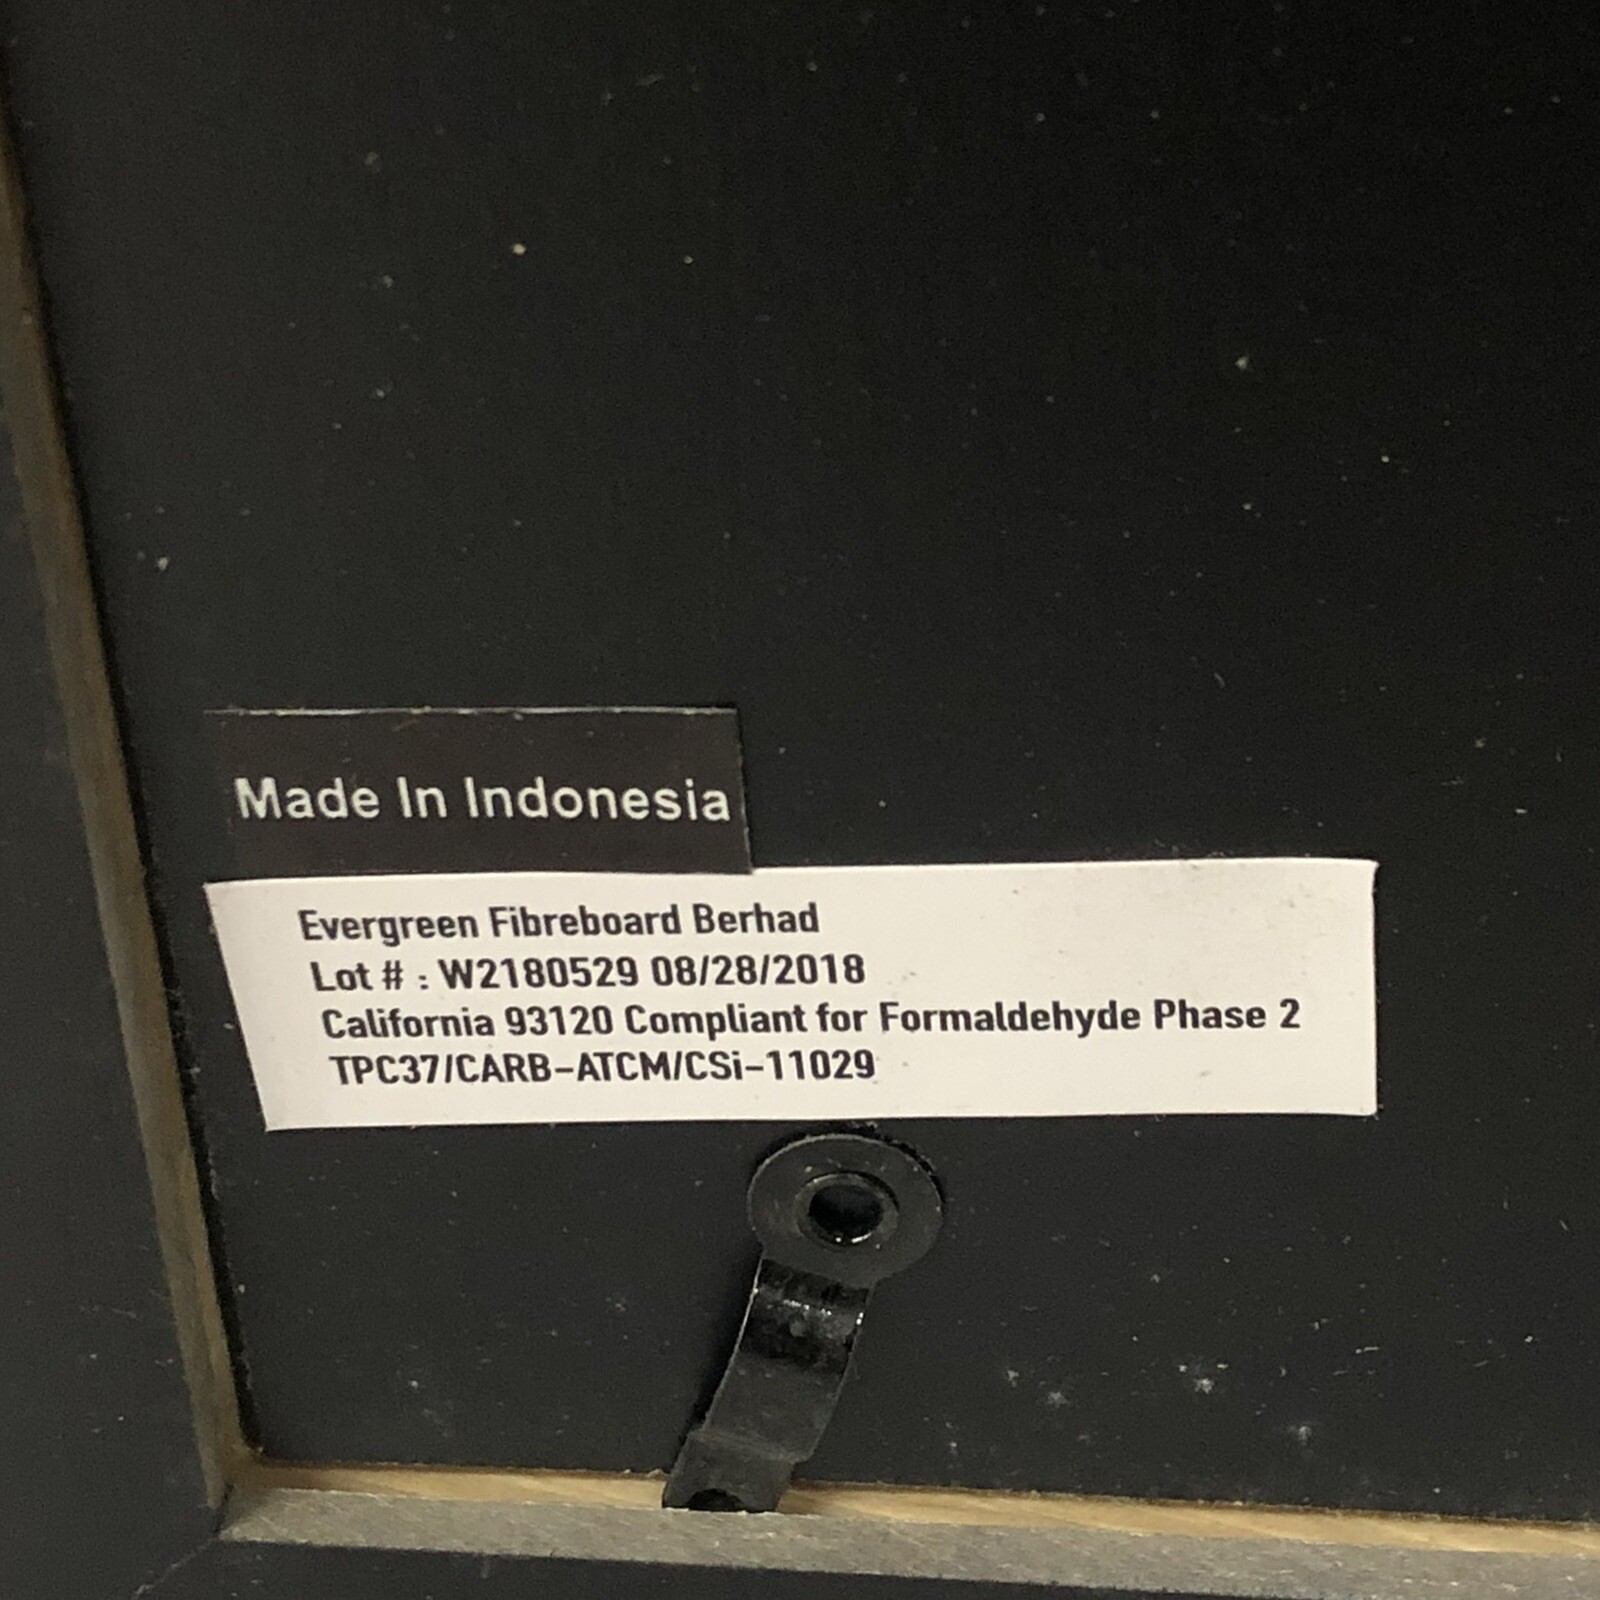 Made In Indonesia
Evergreen Fibreboard Berhad
Lot # : W2180529 08/28/2018
California 93120 Compliant for Formaldehyde Phase 2
TPC37/CARB-ATCM/CSi-11029